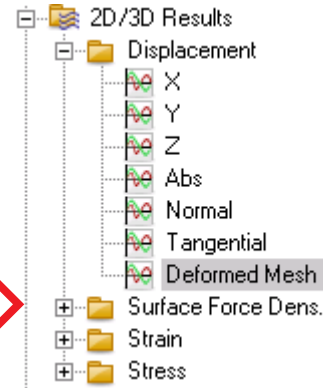 2D/3D Results
Displacement
X
Y
Z
Abs
Normal
Tangential
Deformed Mesh
Surface Force Dens.
Strain
Stress